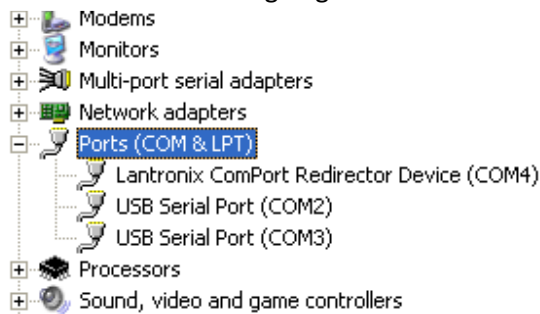 Modems
Monitors
Multi-port serial adapters
Network adapters
Ports (COM & LPT)
Lantronix ComPort Redirector Device (COM4)
USB Serial Port (COM2)
USB Serial Port (COM3)
Processors
Sound, video and game controllers